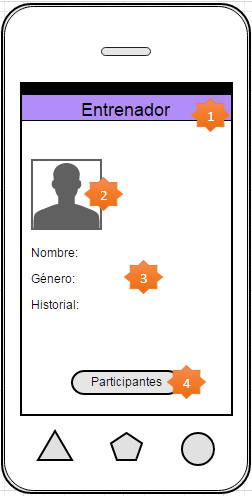 Entrenador
1
2
Nombre:
Género:
3
Historial:
Participantes
4